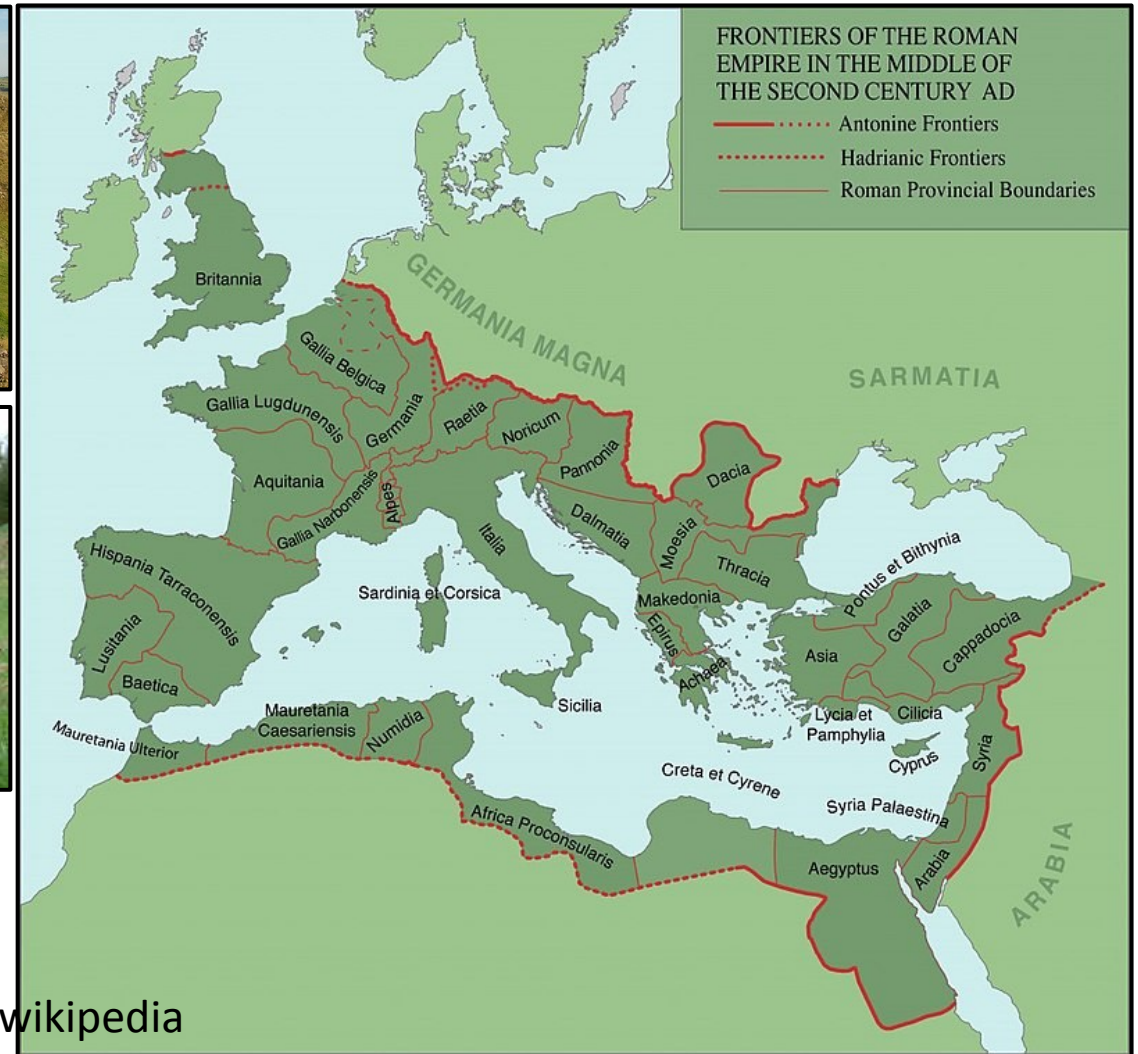 FRONTIERS OF THE ROMAN
EMPIRE IN THE MIDDLE OF
THE SECOND CENTURY AD
Antonine Frontiers
Hadrianic Frontiers
Roman Provincial Boundaries
Britannia
GERMANIA MAGNA
SARMATIA
Gallia Belgica
Gallia Lugdunensis
Germania
Raetia
Noricum
Pannonia
Dacia
Aquitania
Gallia Narbonensis
Alpes
Italia
Dalmatia
Moesia
Thracia
Pontus et Bithynia
Hispania Tarraconensis
Sardinia et Corsica
Makedonia
Galatia
Cappadocia
Lusitania
Epirus
Asia
Baetica
Achaea
Sicilia
Mauretania
Caesariensis
Numidia
Lycia et
Pamphylia
Cilicia
Mauretania Ulterior
Syria
Cyprus
Creta et Cyrene
Syria Palaestina
Africa Proconsularis
Aegyptus
Arabia
ARABIA
wikipedia